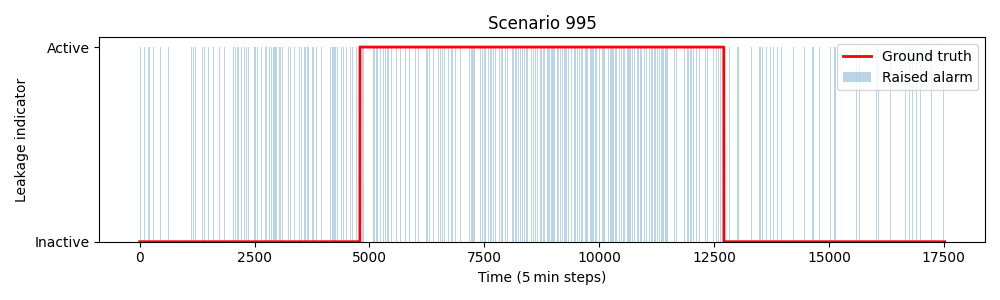 Scenario 995
Leakage indicator
Active
Inactive
Ground truth
Raised alarm
0 2500 5000 7500 10000 12500 15000 17500
Time (5 min steps)